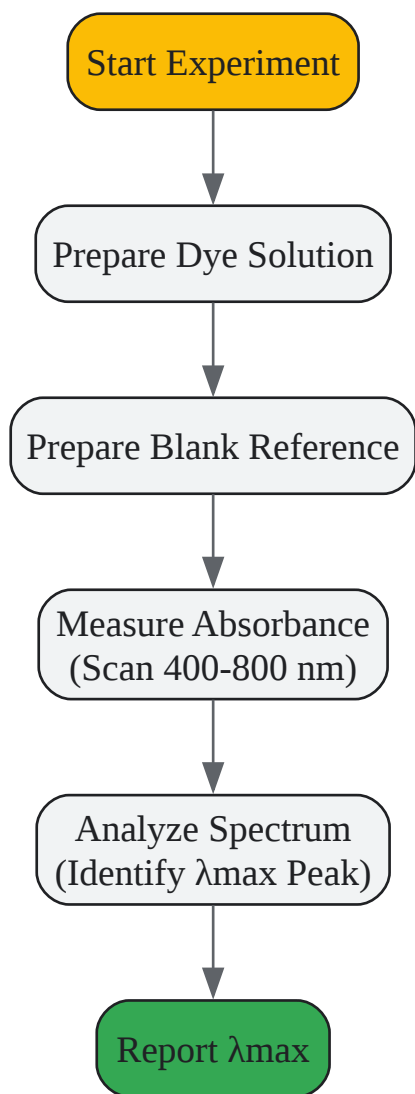 Start Experiment
Prepare Dye Solution
Prepare Blank Reference
Measure Absorbance
(Scan 400-800 nm)
Analyze Spectrum
(Identify λmax Peak)
Report λmax